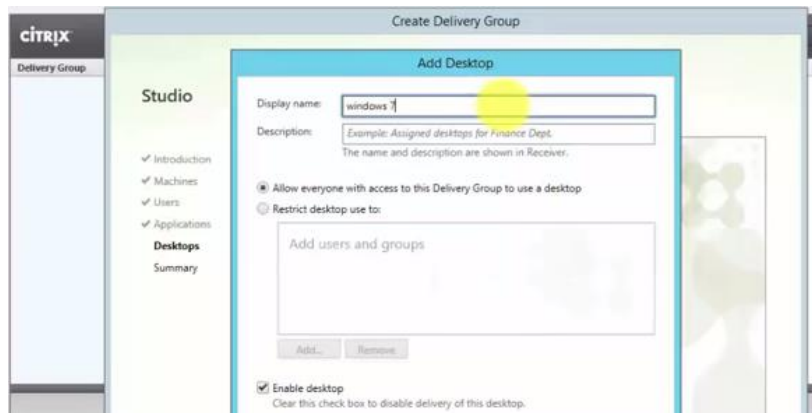 Create Delivery Group
CITRIX
Delivery Group
Add Desktop
Studio
Display name: windows 7
Description: Example: Assigned desktops for Finance Dept.
The name and description are shown in Receiver.
Introduction
Machines
Users
Applications
Desktops
Summary
Allow everyone with access to this Delivery Group to use a desktop
Restrict desktop use to:
Add users and groups
Add... Remove
Enable desktop
Clear this check box to disable delivery of this desktop.